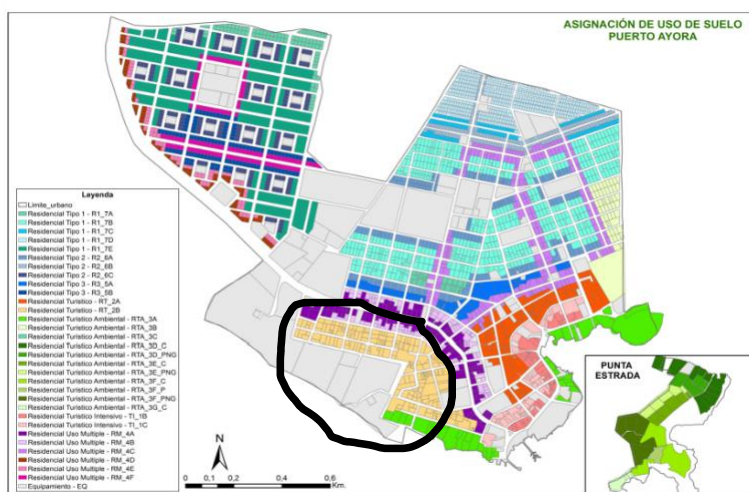 ASIGNACIÓN DE USO DE SUELO
PUERTO AYORA
Leyenda
Limite_urbano
Residencial Tipo 1 - R1_7A
Residencial Tipo 1 - R1_7B
Residencial Tipo 1 - R1_7C
Residencial Tipo 1 - R1_7D
Residencial Tipo 1 - R1_7E
Residencial Tipo 2 - R2_6A
Residencial Tipo 2 - R2_6B
Residencial Tipo 2 - R2_6C
Residencial Tipo 3 - R3_5A
Residencial Tipo 3 - R3_5B
Residencial Turístico - RT_2A
Residencial Turístico - RT_2B
Residencial Turístico Ambiental - RTA_3A
Residencial Turístico Ambiental - RTA_3B
Residencial Turístico Ambiental - RTA_3C
Residencial Turístico Ambiental - RTA_3D_C
Residencial Turístico Ambiental - RTA_3D_PNG
Residencial Turístico Ambiental - RTA_3E_C
Residencial Turístico Ambiental - RTA_3E_PNG
Residencial Turístico Ambiental - RTA_3F_C
Residencial Turístico Ambiental - RTA_3F_P
Residencial Turístico Ambiental - RTA_3F_PNG
Residencial Turístico Ambiental - RTA_3G_C
Residencial Turístico Intensivo - TI_1B
Residencial Turístico Intensivo - TI_1C
Residencial Uso Multiple - RM_4A
Residencial Uso Multiple - RM_4B
Residencial Uso Multiple - RM_4C
Residencial Uso Multiple - RM_4D
Residencial Uso Multiple - RM_4E
Residencial Uso Multiple - RM_4F
Equipamiento - EQ
PUNTA
ESTRADA
N
0 0,1 0,2 0,4 0,6
Km.